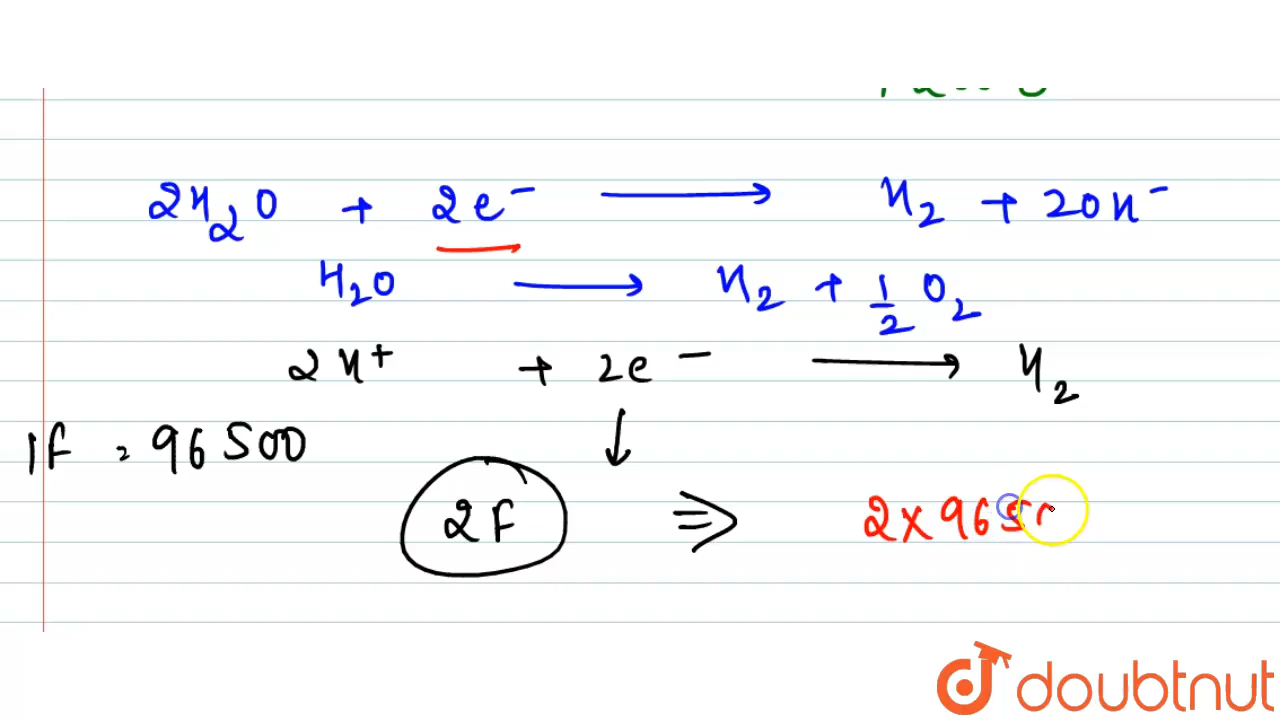 2H₂O + 2e⁻ ⟶ H₂ + 2OH⁻
H₂O ⟶ H₂ + 1/2 O₂
2H⁺ + 2e⁻ ⟶ H₂
1F = 96500
2F ⇒ 2×965
doubtnut